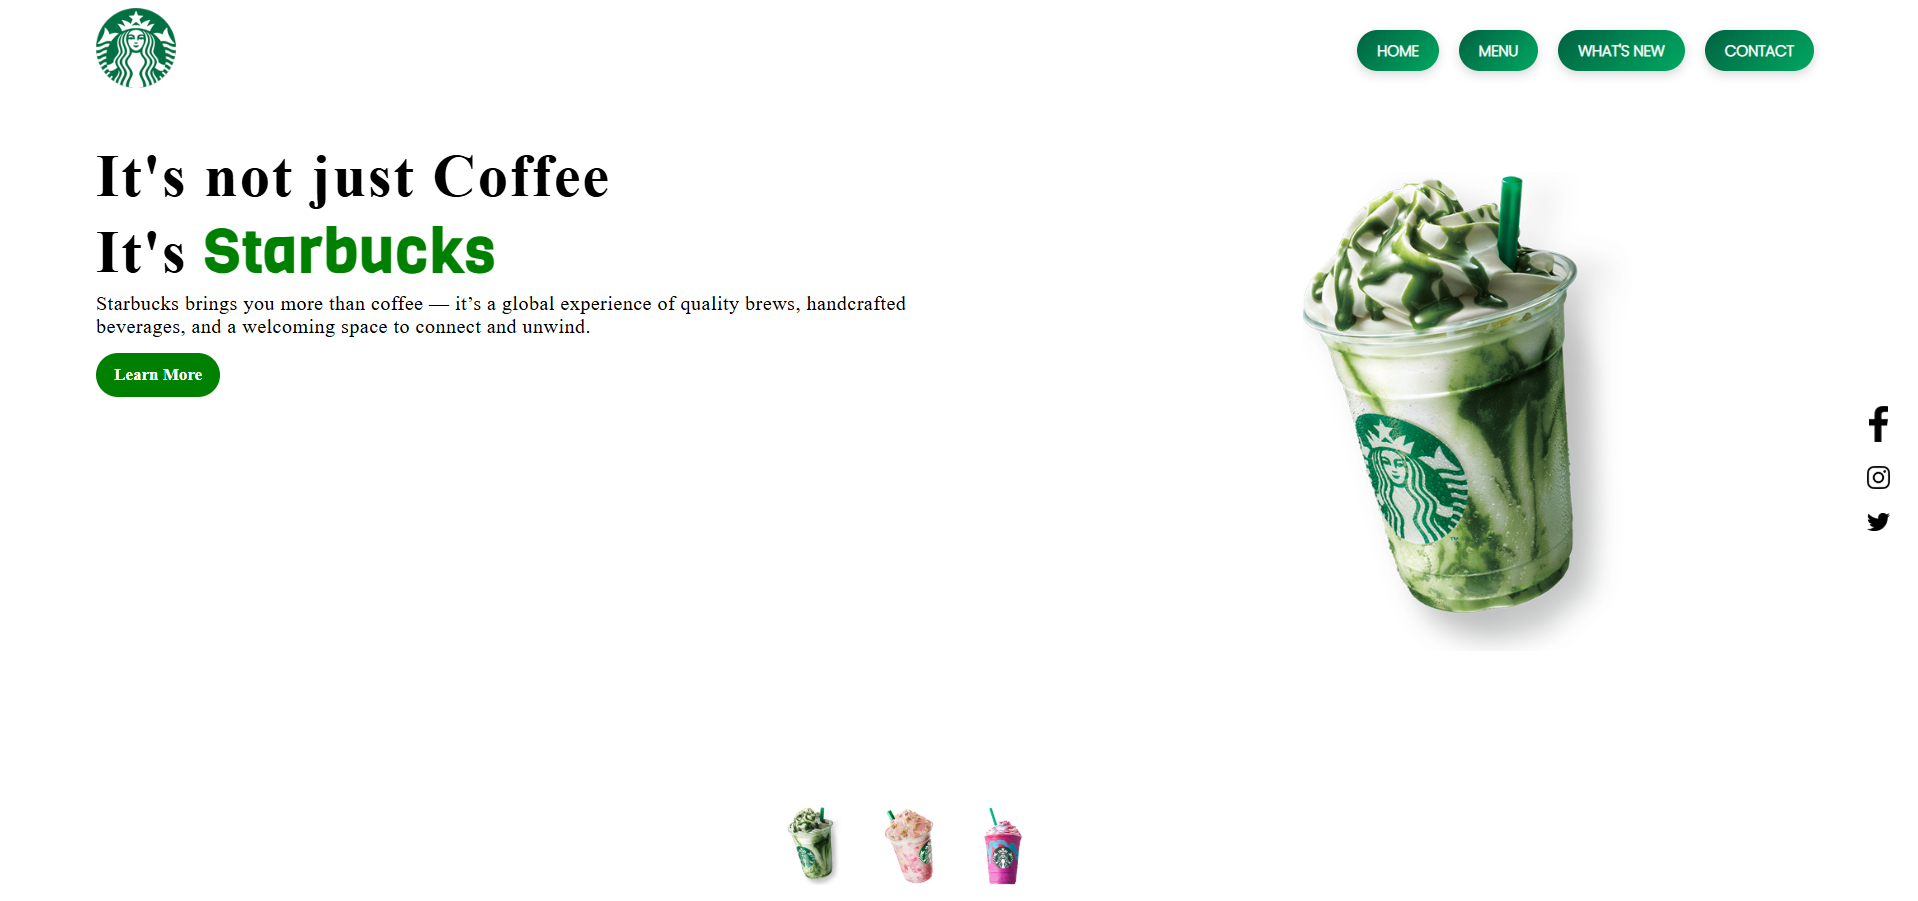 HOME MENU WHAT'S NEW CONTACT
It's not just Coffee
It's Starbucks
Starbucks brings you more than coffee — it’s a global experience of quality brews, handcrafted
beverages, and a welcoming space to connect and unwind.
Learn More